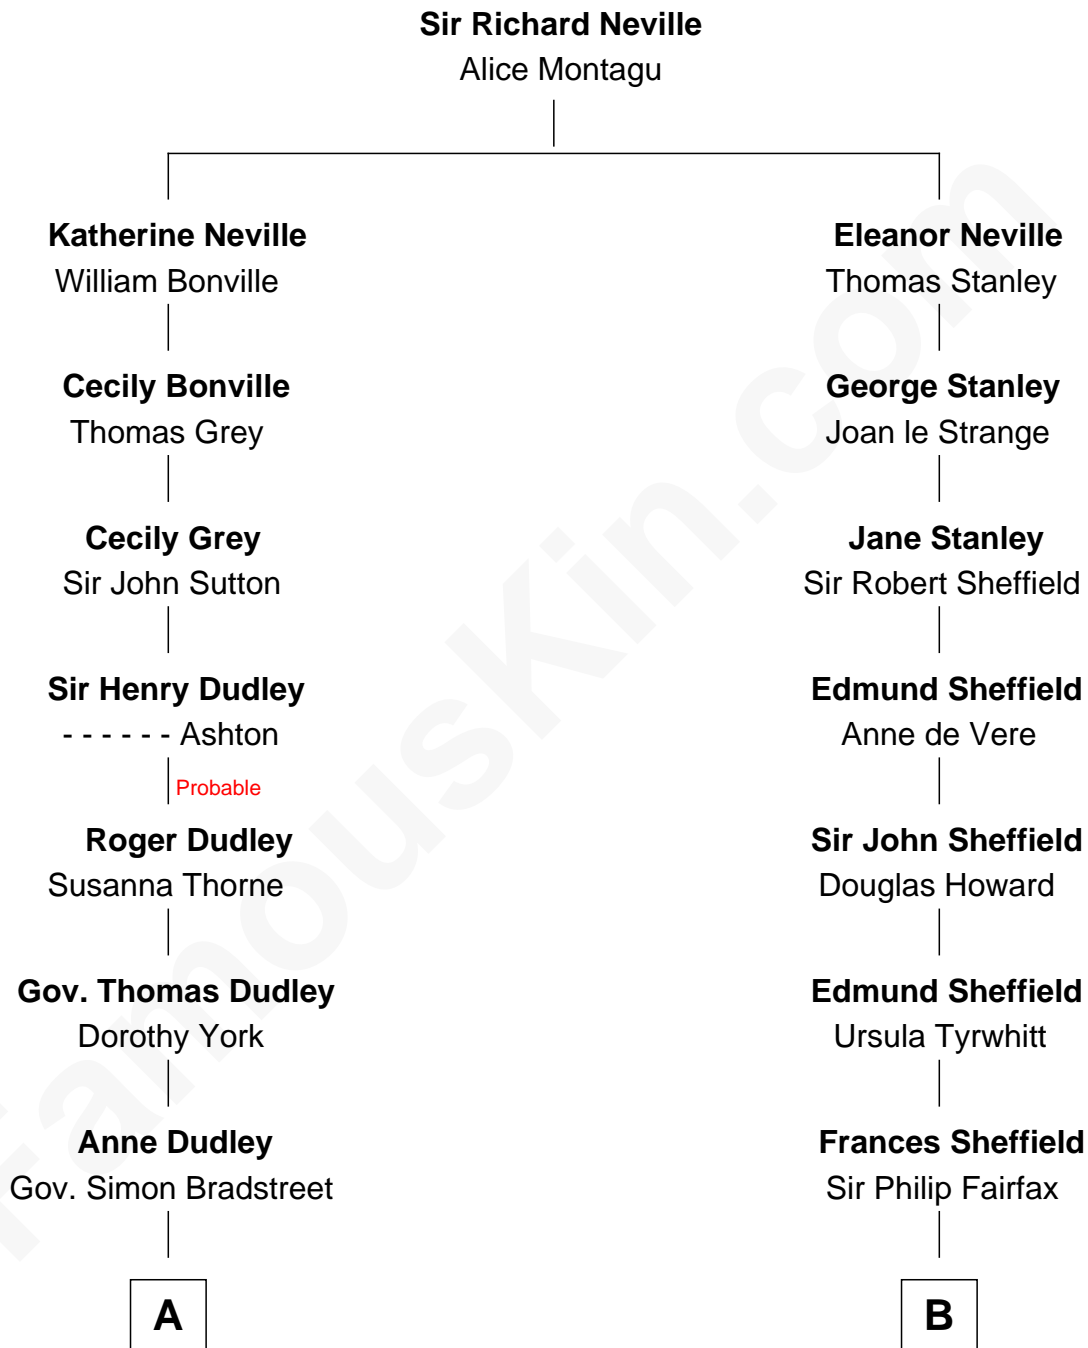 Sir Richard Neville
Alice Montagu
Katherine Neville
William Bonville
Eleanor Neville
Thomas Stanley
Cecily Bonville
Thomas Grey
George Stanley
Joan le Strange
Cecily Grey
Sir John Sutton
Jane Stanley
Sir Robert Sheffield
Sir Henry Dudley
- - - - - - Ashton
Edmund Sheffield
Anne de Vere
Probable
Roger Dudley
Susanna Thorne
Sir John Sheffield
Douglas Howard
Gov. Thomas Dudley
Dorothy York
Edmund Sheffield
Ursula Tyrwhitt
Anne Dudley
Gov. Simon Bradstreet
Frances Sheffield
Sir Philip Fairfax
A
B
FamousKin.com